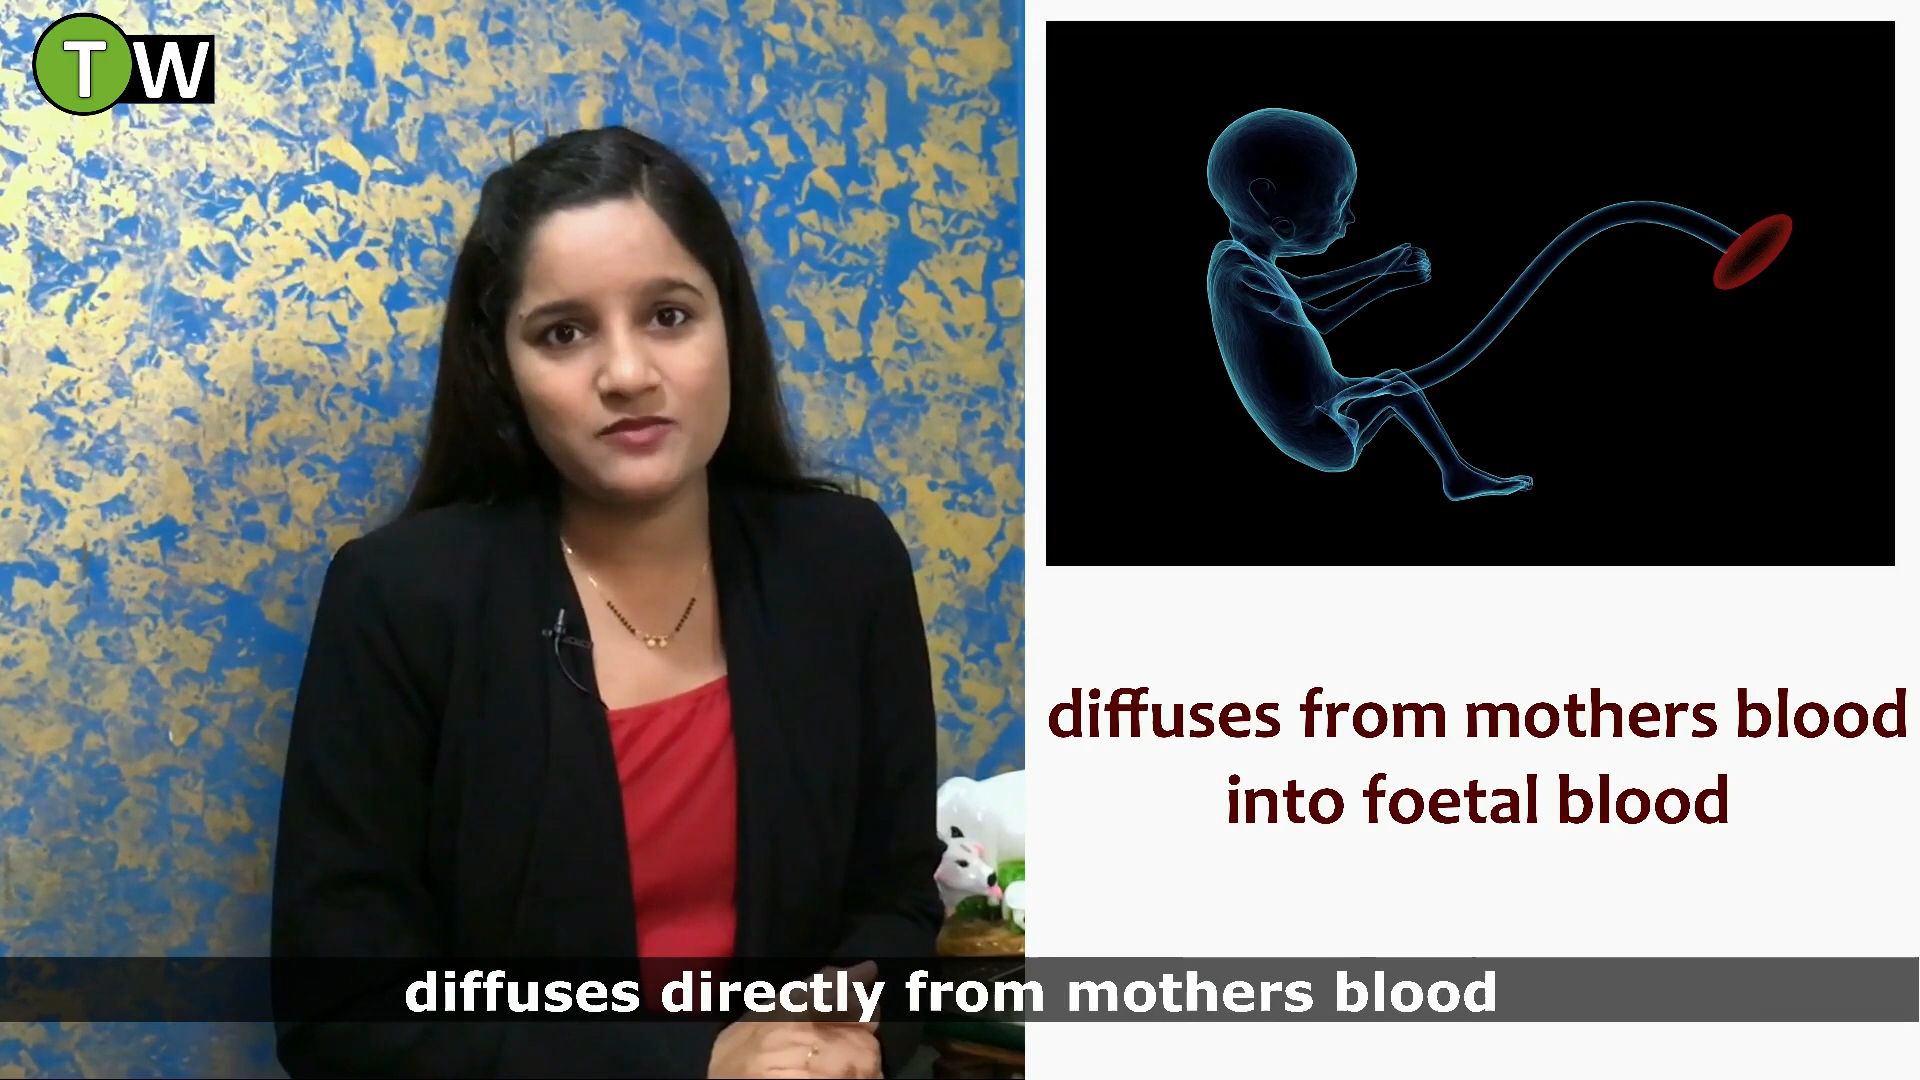 TW
diffuses from mothers blood
into foetal blood
diffuses directly from mothers blood